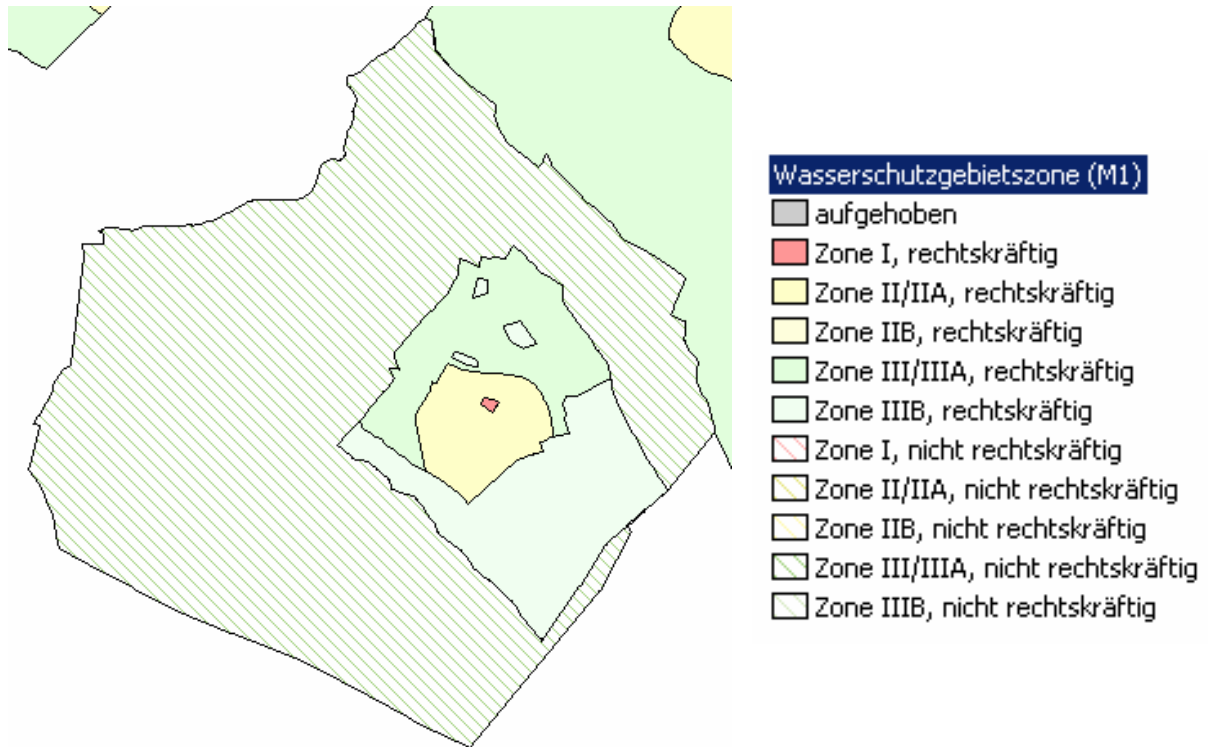 Wasserschutzgebietszone (M1)
aufgehoben
Zone I, rechtskräftig
Zone II/IIA, rechtskräftig
Zone IIB, rechtskräftig
Zone III/IIIA, rechtskräftig
Zone IIIB, rechtskräftig
Zone I, nicht rechtskräftig
Zone II/IIA, nicht rechtskräftig
Zone IIB, nicht rechtskräftig
Zone III/IIIA, nicht rechtskräftig
Zone IIIB, nicht rechtskräftig